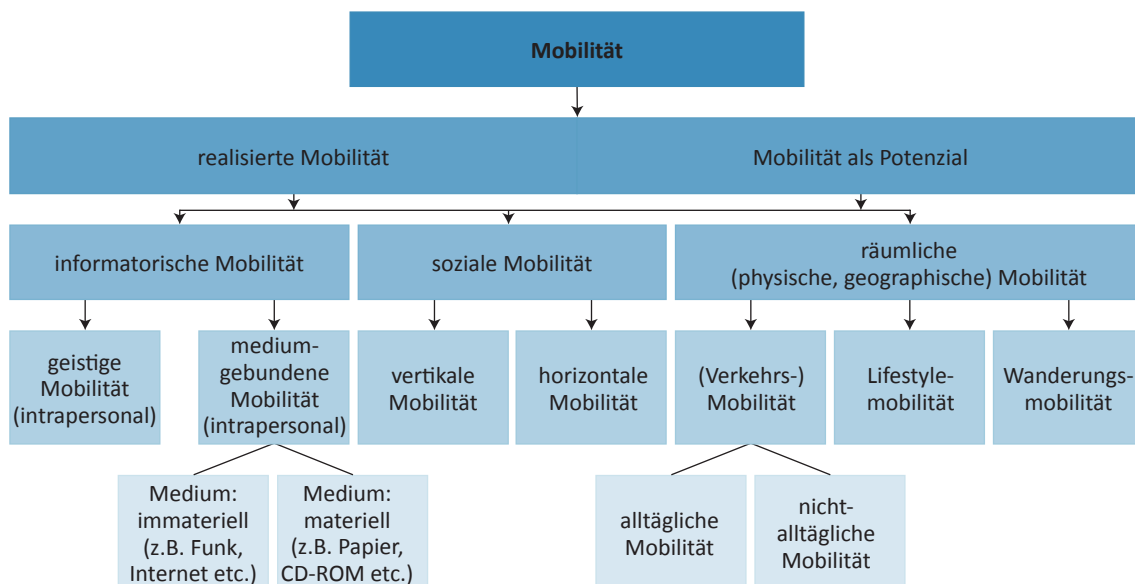 Mobilität
realisierte Mobilität
Mobilität als Potenzial
informatorische Mobilität
soziale Mobilität
räumliche
(physische, geographische) Mobilität
geistige
Mobilität
(intrapersonal)
medium-
gebundene
Mobilität
(intrapersonal)
vertikale
Mobilität
horizontale
Mobilität
(Verkehrs-)
Mobilität
Lifestyle-
mobilität
Wanderungs-
mobilität
Medium:
immateriell
(z.B. Funk,
Internet etc.)
Medium:
materiell
(z.B. Papier,
CD-ROM etc.)
alltägliche
Mobilität
nicht-
alltägliche
Mobilität